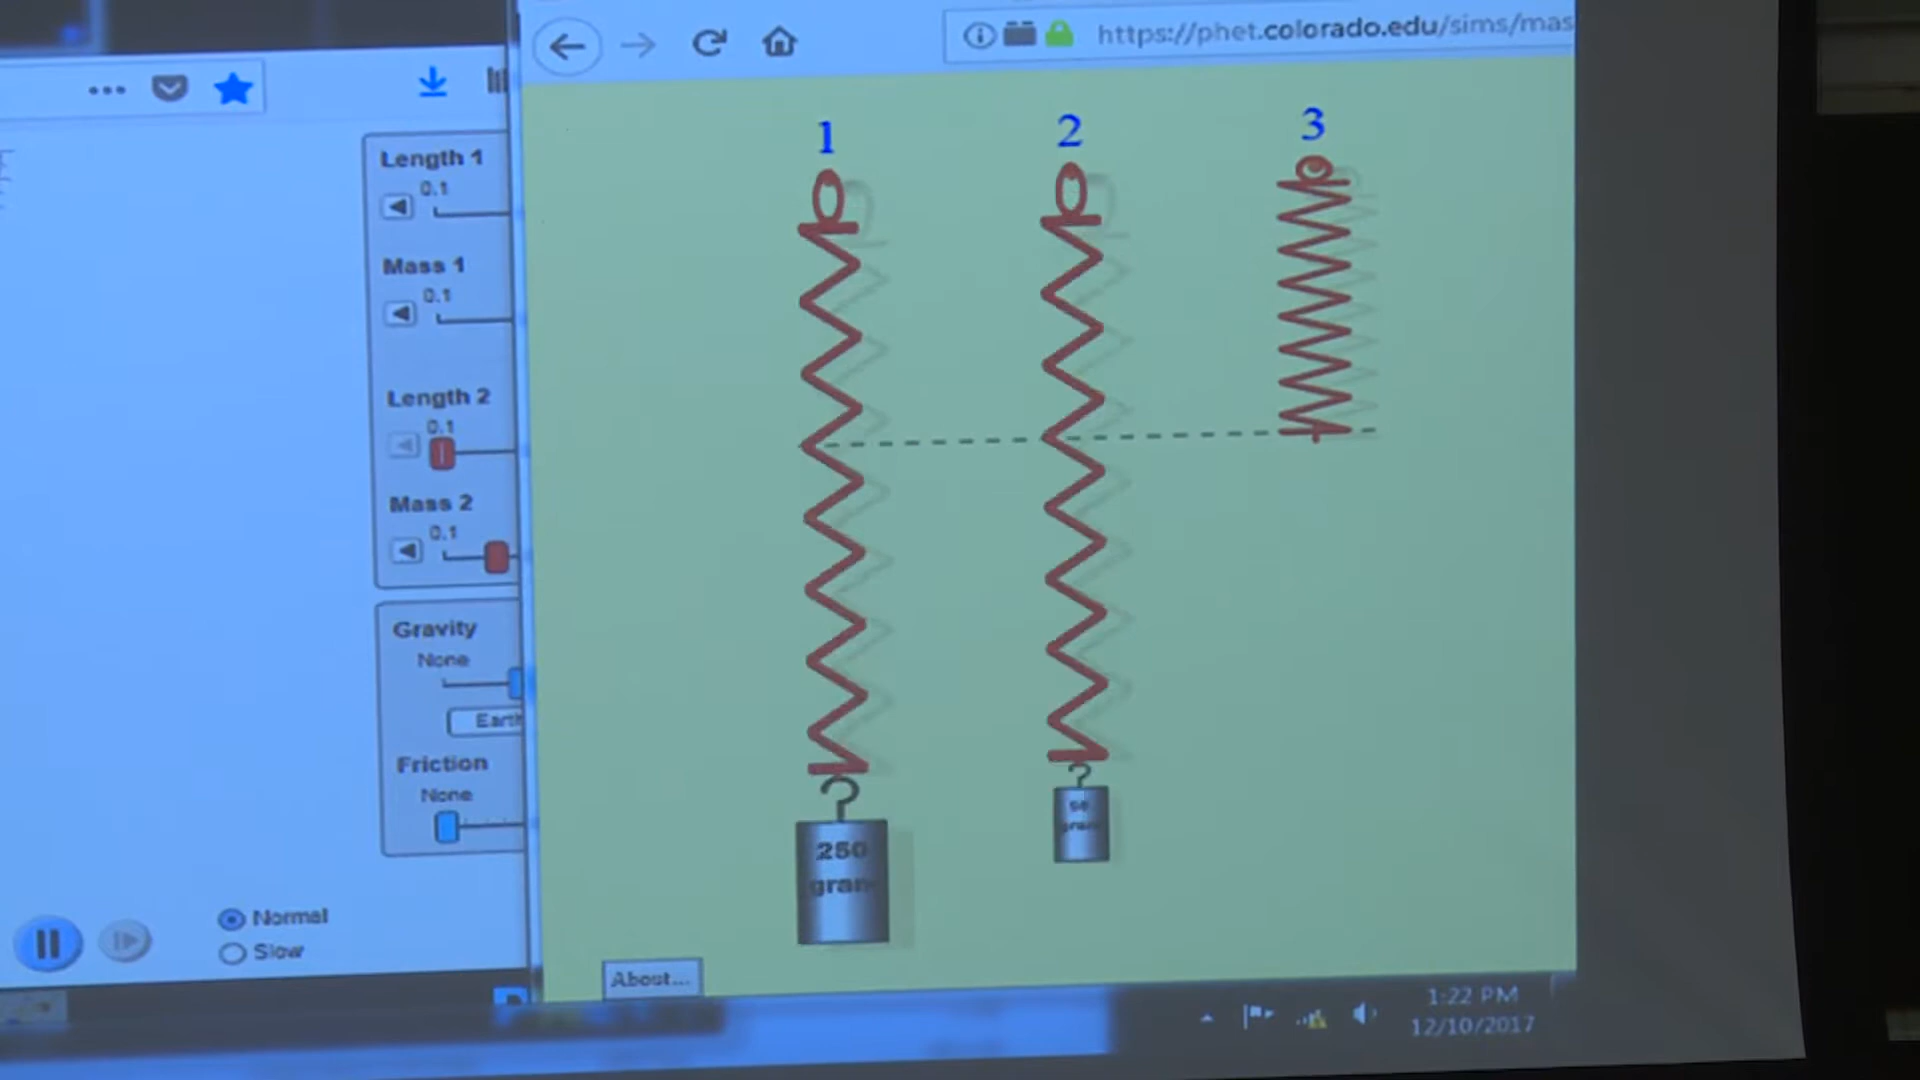 https://phet.colorado.edu/sims/mas
1
2
3
Length 1
0.1
Mass 1
0.1
Length 2
0.1
Mass 2
0.1
Gravity
None
Earth
Friction
None
Normal
Slow
250
gram
About...
1:22 PM
12/10/2017